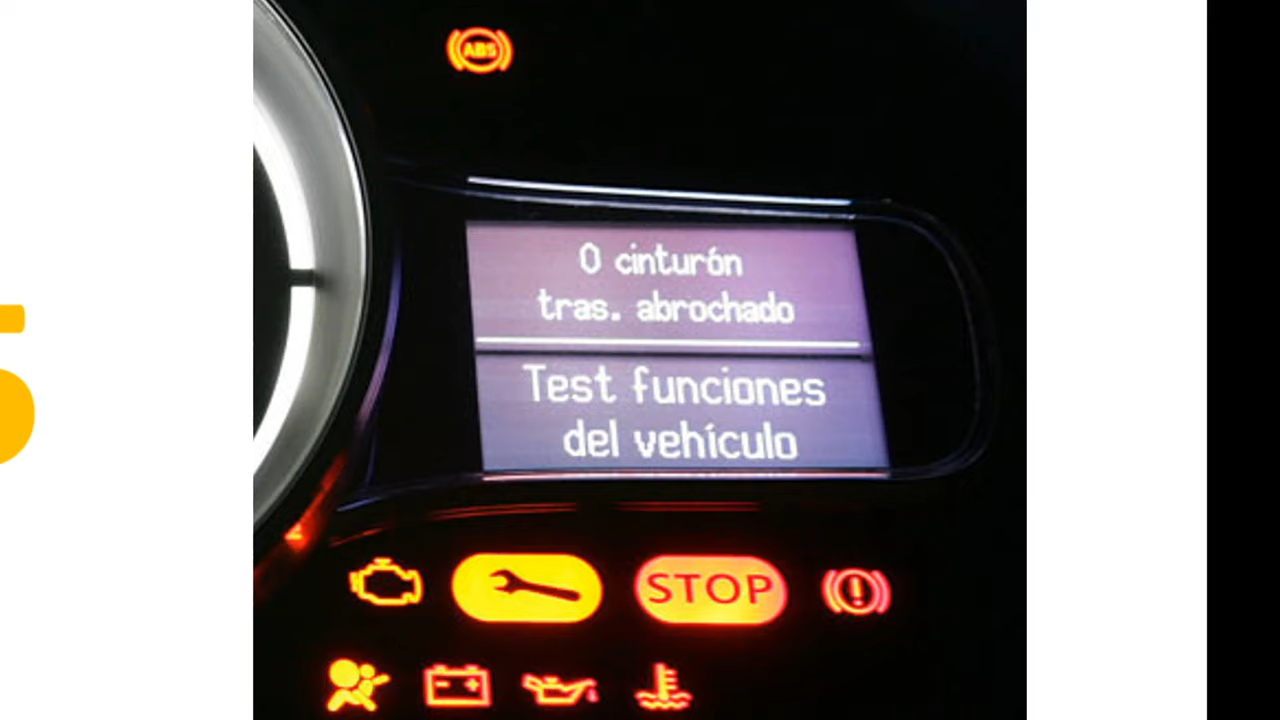 ABS
0 cinturón
tras. abrochado
Test funciones
del vehículo
STOP